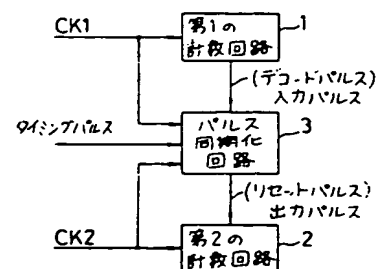 CK1
第1の
計数回路
1
(デコードパルス)
入力パルス
タイミングパルス
パルス
同期化
回路
3
(リセットパルス)
出力パルス
CK2
第2の
計数回路
2